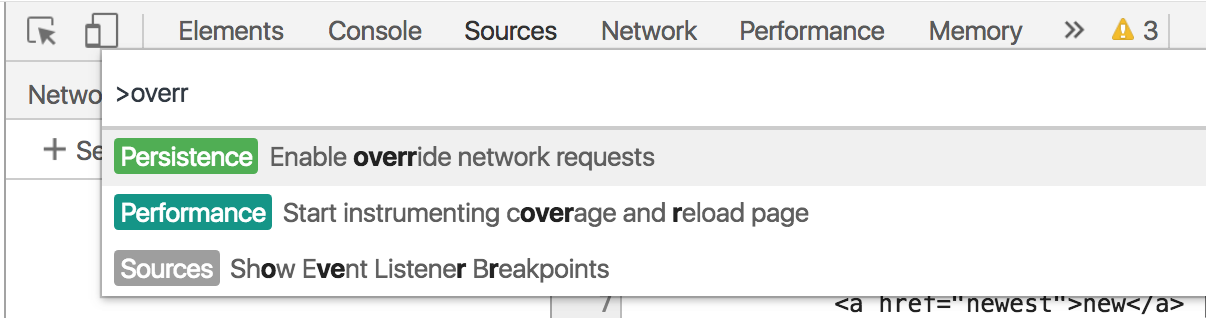 Elements Console Sources Network Performance Memory » 3
Netwo >overr
+ Se
Persistence Enable override network requests
Performance Start instrumenting coverage and reload page
Sources Show Event Listener Breakpoints
7 <a href="newest">new</a>